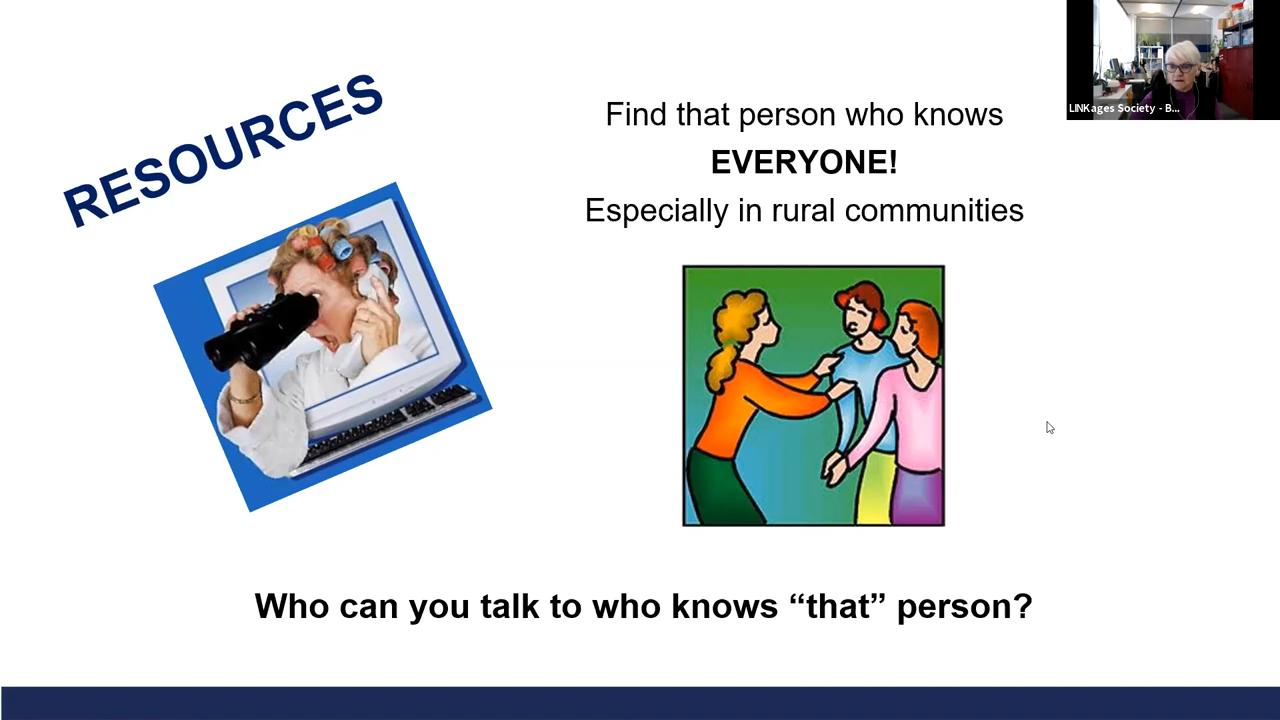 RESOURCES
Find that person who knows
EVERYONE!
Especially in rural communities
Who can you talk to who knows “that” person?
LINKages Society - B...